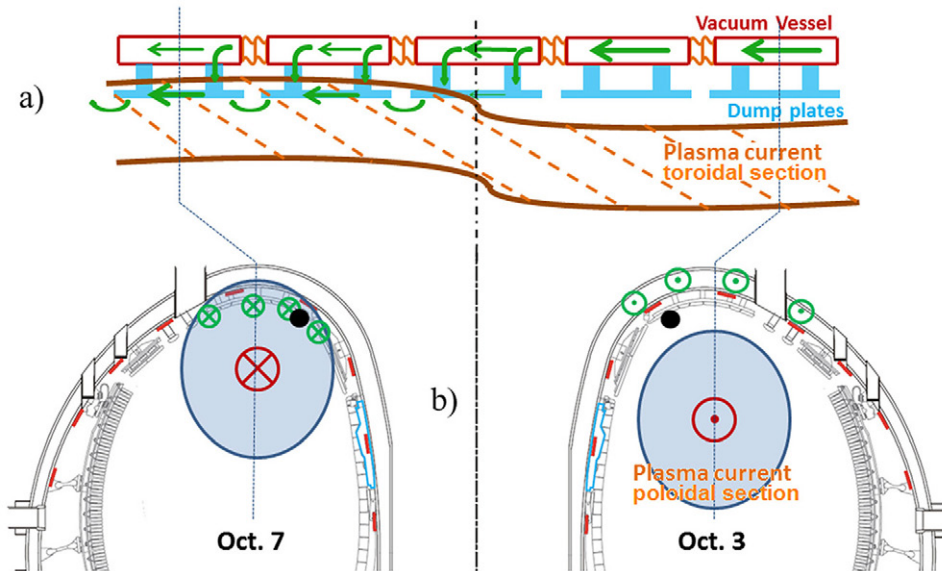 Vacuum Vessel
a)
Dump plates
Plasma current
toroidal section
b)
Plasma current
poloidal section
Oct. 7
Oct. 3